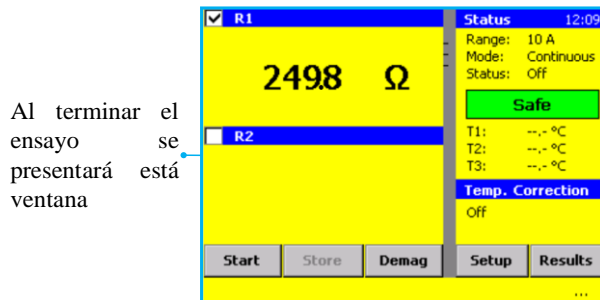 Al terminar el
ensayo se
presentará está
ventana
R1
249.8 Ω
R2
Start Store Demag
Status 12:09
Range: 10 A
Mode: Continuous
Status: Off
Safe
T1: --.- °C
T2: --.- °C
T3: --.- °C
Temp. Correction
Off
Setup Results
...